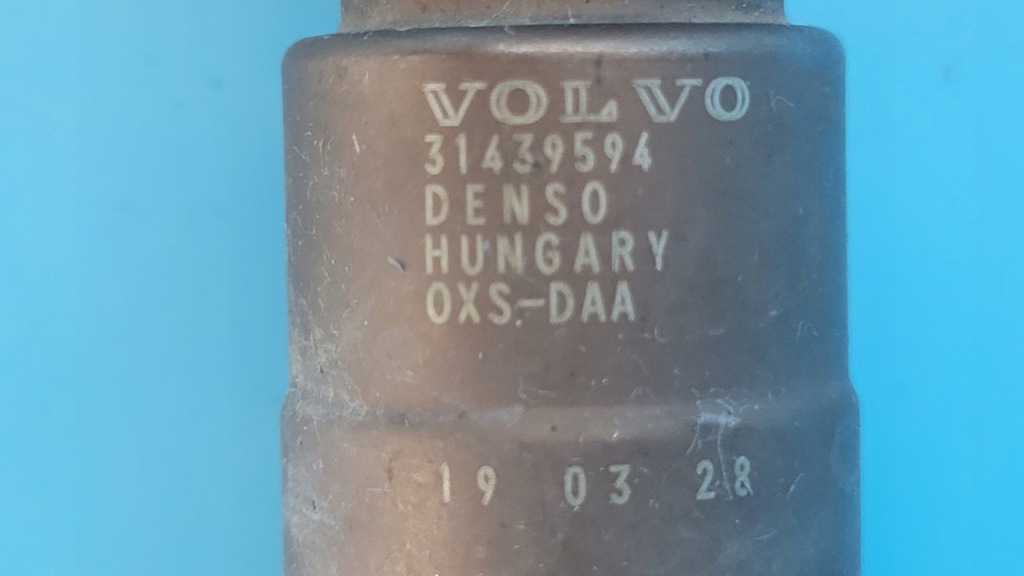 VOLVO
31439594
DENSO
HUNGARY
OXS-DAA
19 03 28